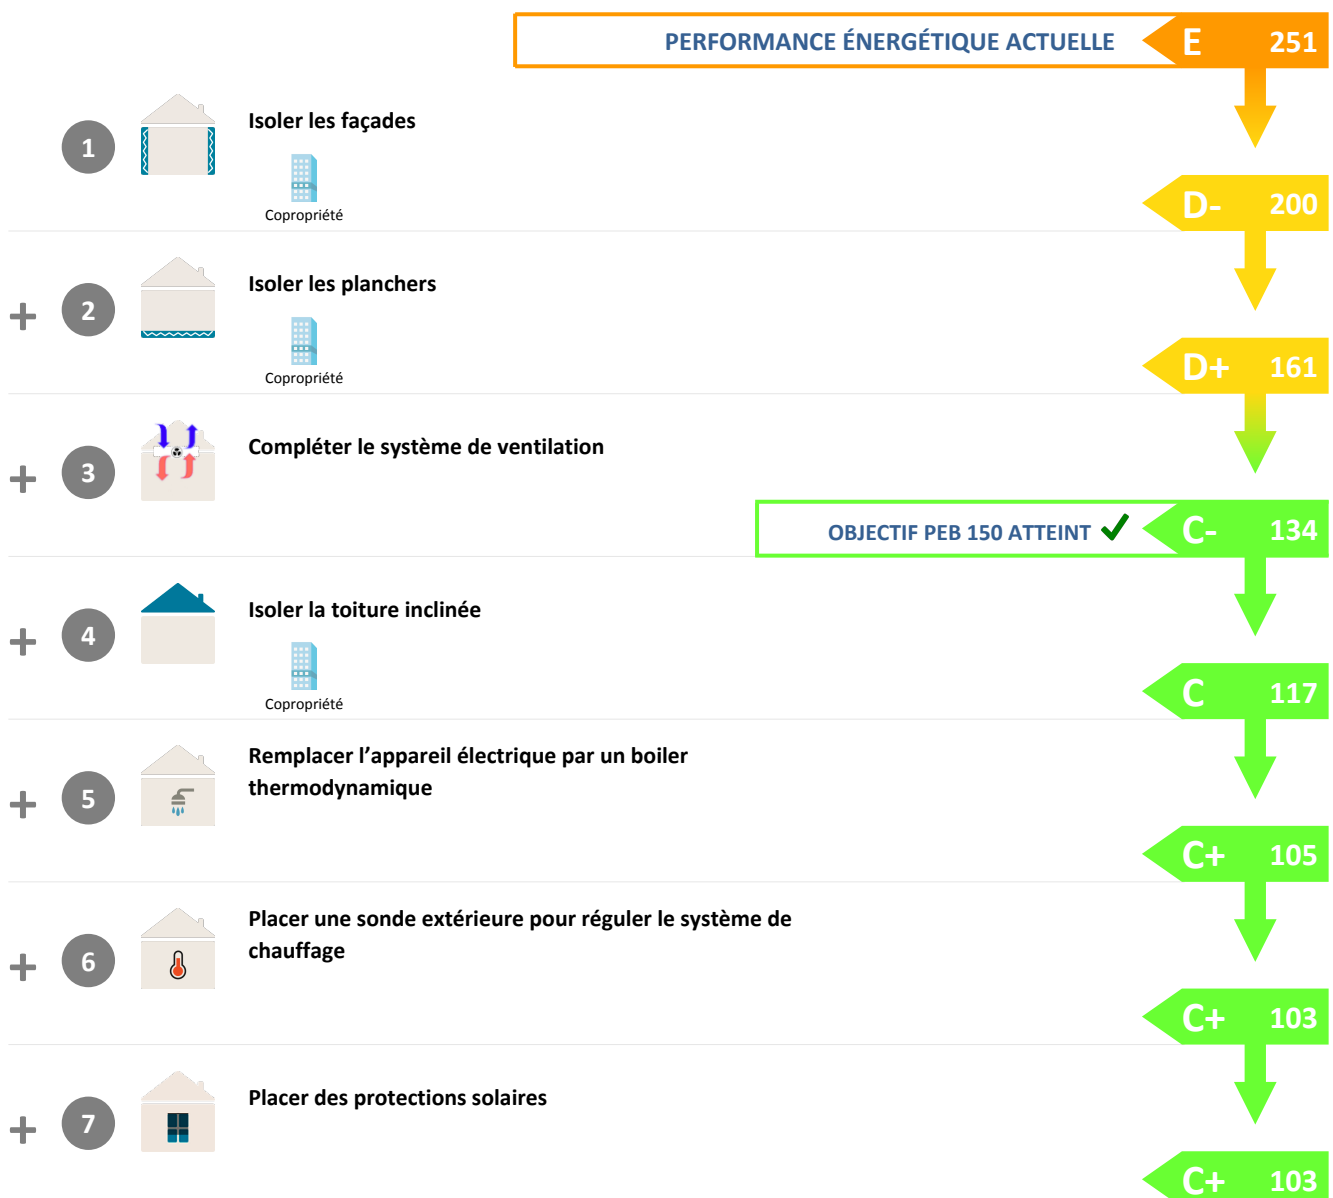 PERFORMANCE ÉNERGÉTIQUE ACTUELLE E 251
1 Isoler les façades
Copropriété
D- 200
+ 2 Isoler les planchers
Copropriété
D+ 161
+ 3 Compléter le système de ventilation
OBJECTIF PEB 150 ATTEINT ✓ C- 134
+ 4 Isoler la toiture inclinée
Copropriété
C 117
Remplacer l’appareil électrique par un boiler
+ 5 thermodynamique
C+ 105
Placer une sonde extérieure pour réguler le système de
+ 6 chauffage
C+ 103
+ 7 Placer des protections solaires
C+ 103